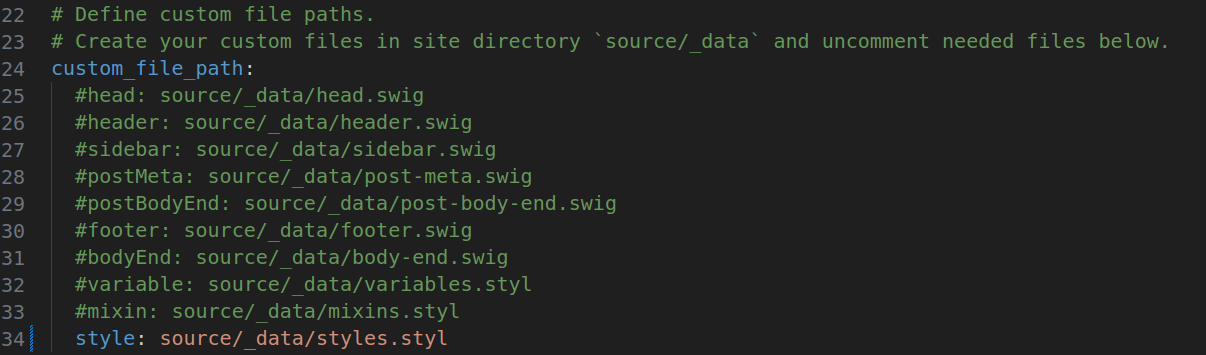 22 # Define custom file paths.
23 # Create your custom files in site directory `source/_data` and uncomment needed files below.
24 custom_file_path:
25 #head: source/_data/head.swig
26 #header: source/_data/header.swig
27 #sidebar: source/_data/sidebar.swig
28 #postMeta: source/_data/post-meta.swig
29 #postBodyEnd: source/_data/post-body-end.swig
30 #footer: source/_data/footer.swig
31 #bodyEnd: source/_data/body-end.swig
32 #variable: source/_data/variables.styl
33 #mixin: source/_data/mixins.styl
34 style: source/_data/styles.styl